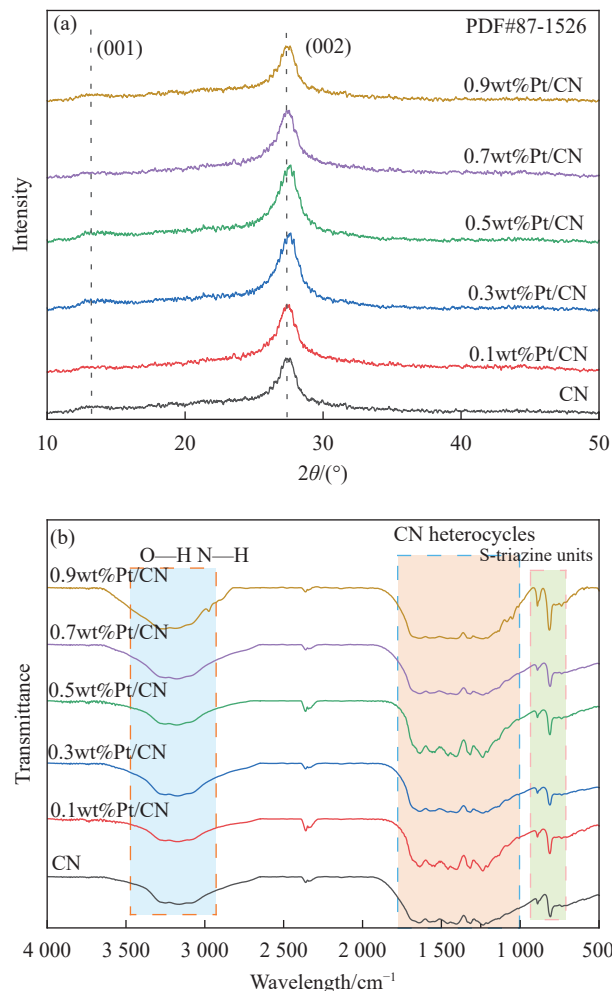 (a)
PDF#87-1526
(001)
(002)
0.9wt%Pt/CN
0.7wt%Pt/CN
0.5wt%Pt/CN
0.3wt%Pt/CN
0.1wt%Pt/CN
CN
Intensity
10 20 30 40 50
2θ/(°)
(b)
CN heterocycles
O—H N—H
S-triazine units
0.9wt%Pt/CN
0.7wt%Pt/CN
0.5wt%Pt/CN
0.3wt%Pt/CN
0.1wt%Pt/CN
CN
Transmittance
4 000 3 500 3 000 2 500 2 000 1 500 1 000 500
Wavelength/cm⁻¹